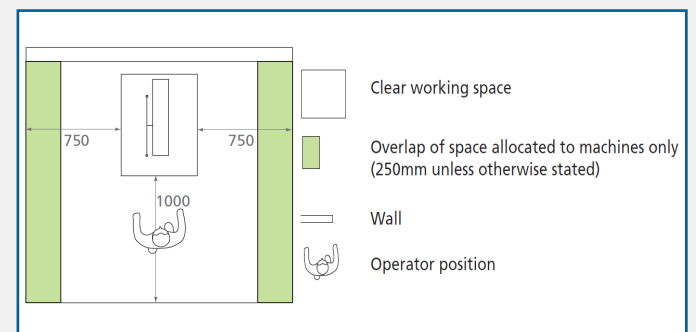 750
750
1000
Clear working space
Overlap of space allocated to machines only
(250mm unless otherwise stated)
Wall
Operator position